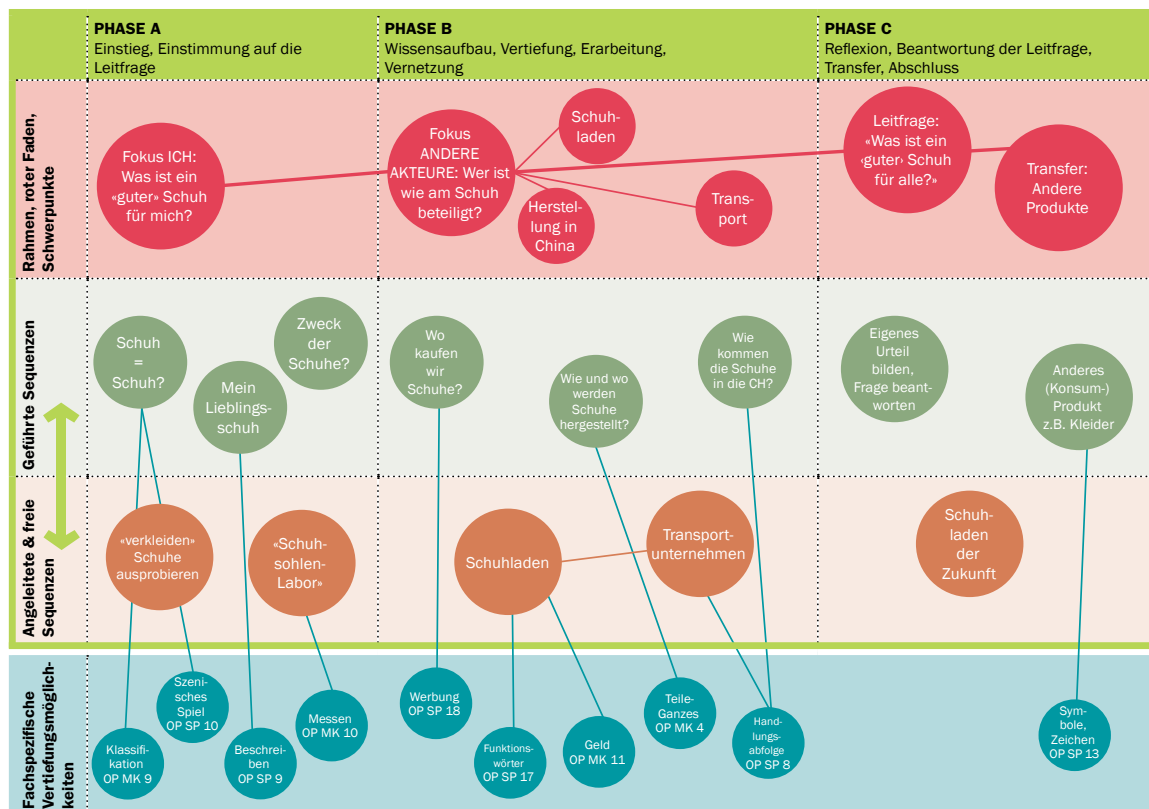 PHASE A
Einstieg, Einstimmung auf die
Leitfrage
PHASE B
Wissensaufbau, Vertiefung, Erarbeitung,
Vernetzung
PHASE C
Reflexion, Beantwortung der Leitfrage,
Transfer, Abschluss
Rahmen, roter Faden,
Schwerpunkte
Fokus ICH:
Was ist ein
«guter» Schuh
für mich?
Fokus
ANDERE
AKTEURE: Wer ist
wie am Schuh
beteiligt?
Schuh-
laden
Herstel-
lung in
China
Trans-
port
Leitfrage:
«Was ist ein
‹guter› Schuh
für alle?»
Transfer:
Andere
Produkte
Geführte Sequenzen
Schuh
=
Schuh?
Mein
Lieblings-
schuh
Zweck
der
Schuhe?
Wo
kaufen
wir
Schuhe?
Wie und wo
werden
Schuhe
hergestellt?
Wie
kommen
die Schuhe
in die CH?
Eigenes
Urteil
bilden,
Frage beant-
worten
Anderes
(Konsum-)
Produkt
z.B. Kleider
Angeleitete & freie
Sequenzen
«verkleiden»
Schuhe
ausprobieren
«Schuh-
sohlen-
Labor»
Schuhladen
Transport-
unternehmen
Schuh-
laden
der
Zukunft
Fachspezifische
Vertiefungsmöglich-
keiten
Klassifi-
kation
OP MK 9
Szeni-
sches
Spiel
OP SP 10
Beschrei-
ben
OP SP 9
Messen
OP MK 10
Werbung
OP SP 18
Funktions-
wörter
OP SP 17
Geld
OP MK 11
Teile-
Ganzes
OP MK 4
Hand-
lungs-
abfolge
OP SP 8
Sym-
bole,
Zeichen
OP SP 13